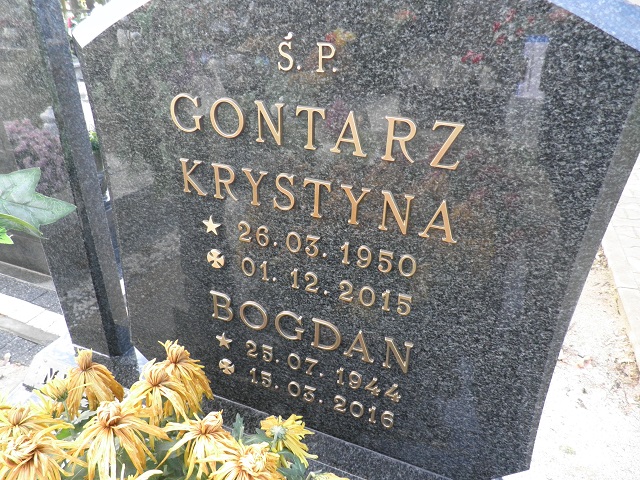 Ś. P.
GONTARZ
KRYSTYNA
26. 03. 1950
01. 12. 2015
BOGDAN
25. 07. 1944
15. 03. 2016